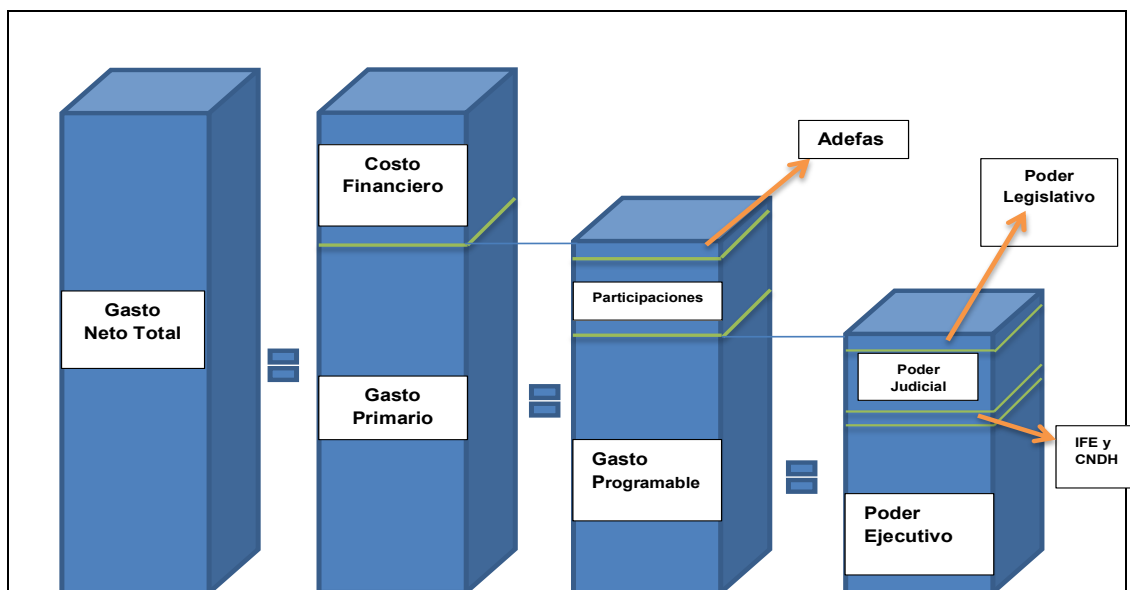 Gasto
Neto Total
Costo
Financiero
Gasto
Primario
Adefas
Participaciones
Gasto
Programable
Poder
Legislativo
Poder
Judicial
IFE y
CNDH
Poder
Ejecutivo